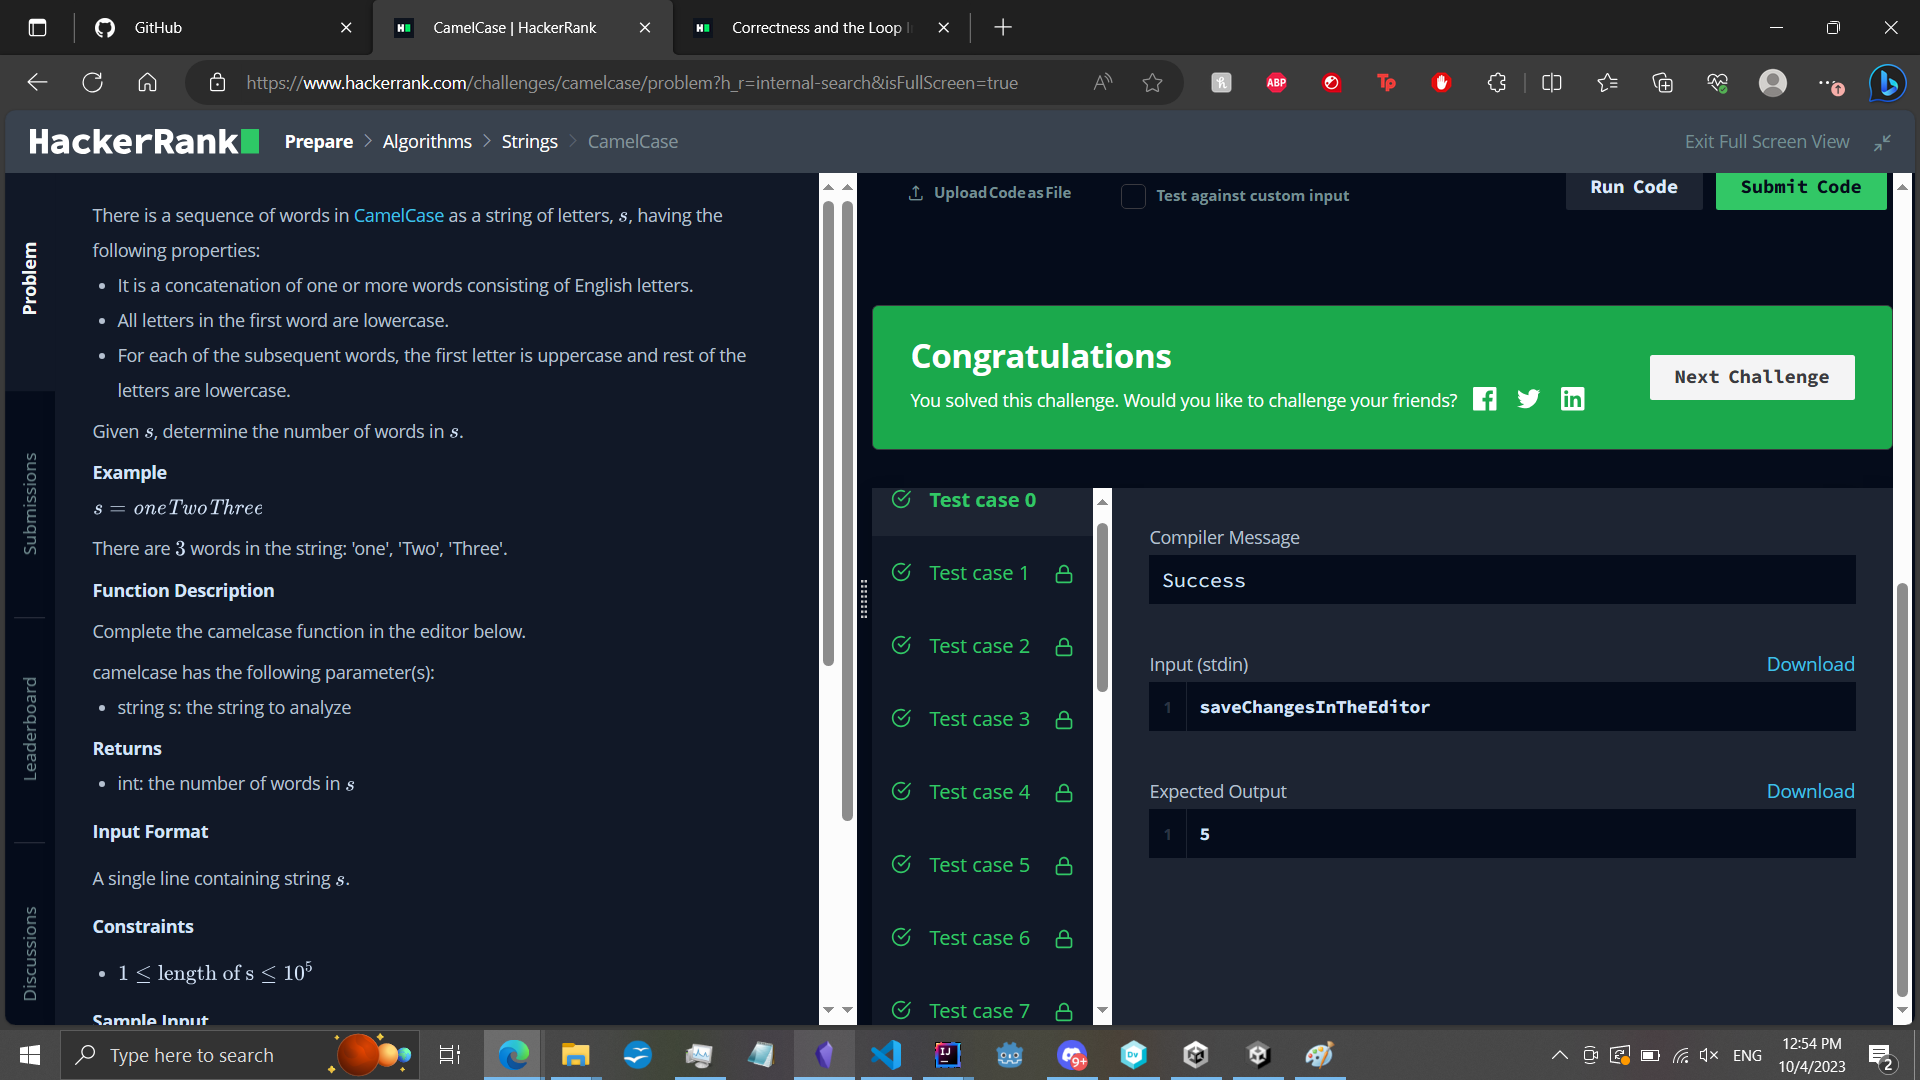 GitHub
CamelCase | HackerRank
Correctness and the Loop I
https://www.hackerrank.com/challenges/camelcase/problem?h_r=internal-search&isFullScreen=true
ABP
Tp
HackerRank
Prepare > Algorithms > Strings > CamelCase
Exit Full Screen View
Problem
Submissions
Leaderboard
Discussions
There is a sequence of words in CamelCase as a string of letters, s, having the
following properties:
• It is a concatenation of one or more words consisting of English letters.
• All letters in the first word are lowercase.
• For each of the subsequent words, the first letter is uppercase and rest of the
letters are lowercase.
Given s, determine the number of words in s.
Example
s = oneTwoThree
There are 3 words in the string: 'one', 'Two', 'Three'.
Function Description
Complete the camelcase function in the editor below.
camelcase has the following parameter(s):
• string s: the string to analyze
Returns
• int: the number of words in s
Input Format
A single line containing string s.
Constraints
• 1 ≤ length of s ≤ 10⁵
Sample Input
Upload Code as File
Test against custom input
Run Code
Submit Code
Congratulations
You solved this challenge. Would you like to challenge your friends?
Next Challenge
Test case 0
Test case 1
Test case 2
Test case 3
Test case 4
Test case 5
Test case 6
Test case 7
Compiler Message
Success
Input (stdin)
Download
1 saveChangesInTheEditor
Expected Output
Download
1 5
Type here to search
9+
ENG
12:54 PM
10/4/2023
2